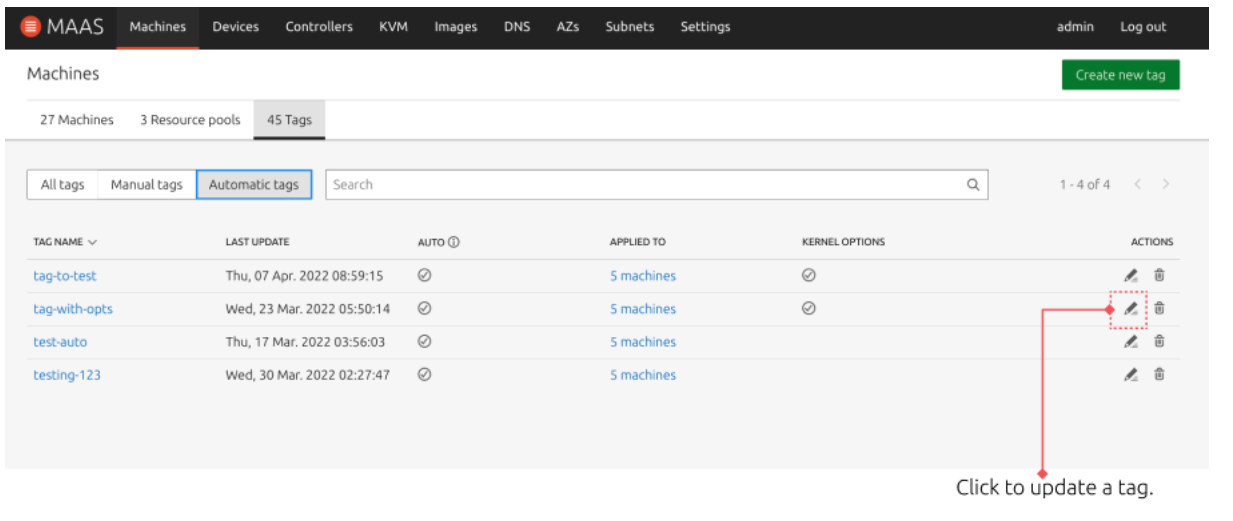 MAAS Machines Devices Controllers KVM Images DNS AZs Subnets Settings admin Log out
Machines Create new tag
27 Machines 3 Resource pools 45 Tags
All tags Manual tags Automatic tags Search 1 - 4 of 4
TAG NAME LAST UPDATE AUTO APPLIED TO KERNEL OPTIONS ACTIONS
tag-to-test Thu, 07 Apr. 2022 08:59:15 5 machines
tag-with-opts Wed, 23 Mar. 2022 05:50:14 5 machines
test-auto Thu, 17 Mar. 2022 03:56:03 5 machines
testing-123 Wed, 30 Mar. 2022 02:27:47 5 machines
Click to update a tag.